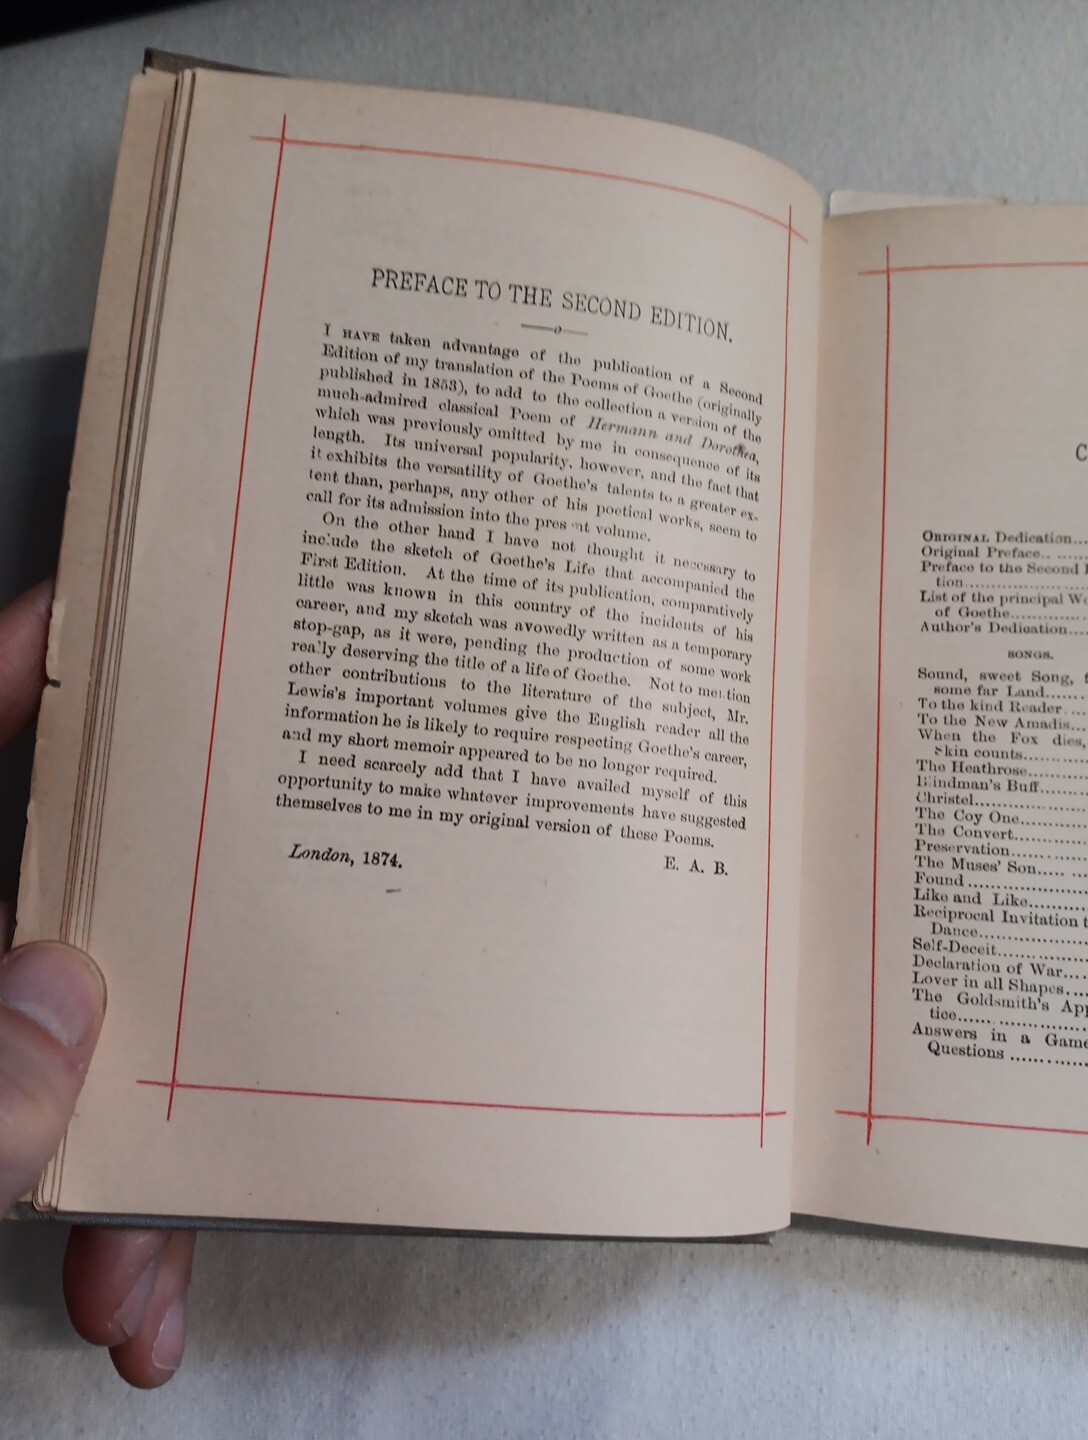 PREFACE TO THE SECOND EDITION.
I HAVE taken advantage of the publication of a Second
Edition of my translation of the Poems of Goethe (originally
published in 1853), to add to the collection a version of the
much-admired classical Poem of Hermann and Dorothea,
which was previously omitted by me in consequence of its
length. Its universal popularity, however, and the fact that
it exhibits the versatility of Goethe's talents to a greater ex-
tent than, perhaps, any other of his poetical works, seem to
call for its admission into the present volume.
On the other hand I have not thought it necessary to
include the sketch of Goethe's Life that accompanied the
First Edition. At the time of its publication, comparatively
little was known in this country of the incidents of his
career, and my sketch was avowedly written as a temporary
stop-gap, as it were, pending the production of some work
really deserving the title of a life of Goethe. Not to mention
other contributions to the literature of the subject, Mr.
Lewis's important volumes give the English reader all the
information he is likely to require respecting Goethe's career,
and my short memoir appeared to be no longer required.
I need scarcely add that I have availed myself of this
opportunity to make whatever improvements have suggested
themselves to me in my original version of these Poems.
London, 1874. E. A. B.
C
ORIGINAL Dedication...
Original Preface.. ......
Preface to the Second
tion....................
List of the principal
of Goethe.............
Author's Dedication....
SONGS.
Sound, sweet Song,
some far Land......
To the kind Reader....
To the New Amadis...
When the Fox dies,
Skin counts...........
The Heathrose.........
Blindman's Buff........
Christel................
The Coy One...........
The Convert...........
Preservation...........
The Muses' Son..... ....
Found .................
Like and Like.........
Reciprocal Invitation
Dance.................
Self-Deceit.............
Declaration of War....
Lover in all Shapes....
The Goldsmith's
tice......................
Answers in a Game
Questions ..............